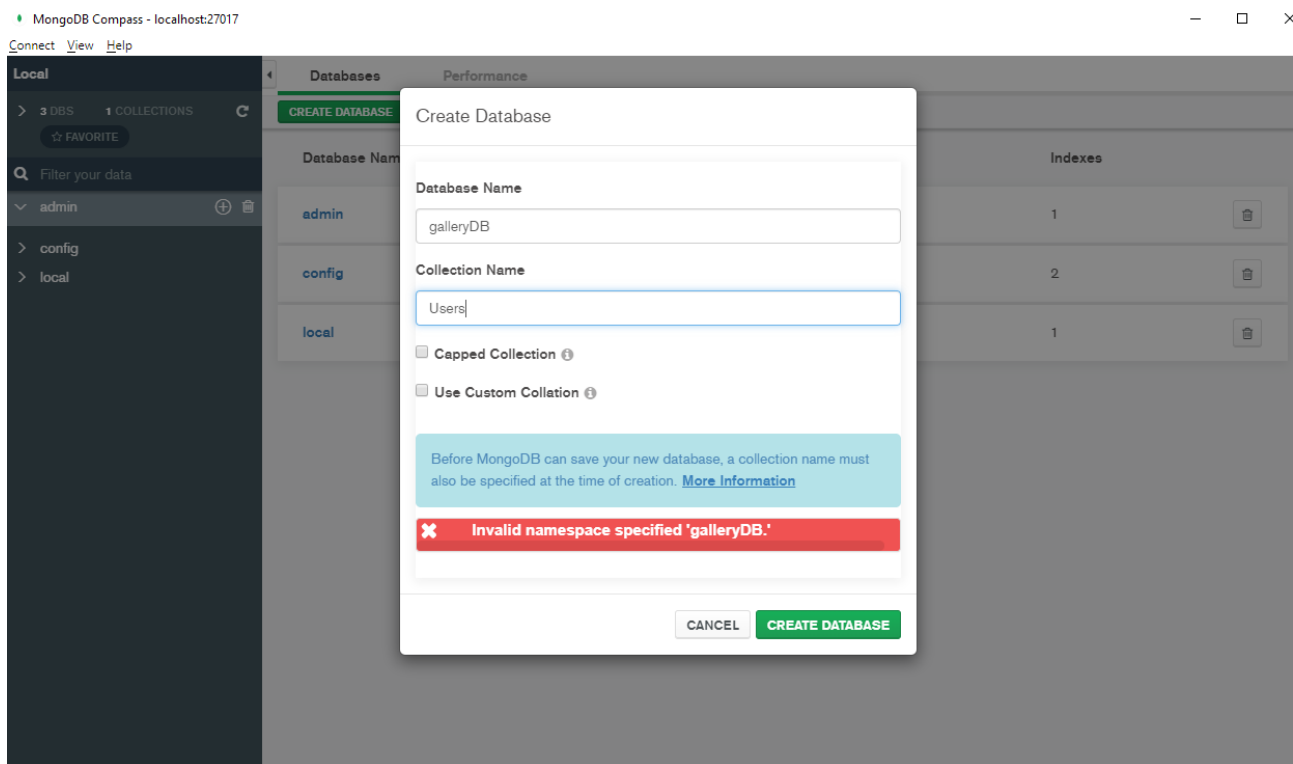 MongoDB Compass - localhost:27017
Connect View Help
Local
3 DBS 1 COLLECTIONS
FAVORITE
Filter your data
admin
config
local
Databases Performance
CREATE DATABASE
Database Nam
Indexes
admin 1
config 2
local 1
Create Database
Database Name
galleryDB
Collection Name
Users
Capped Collection
Use Custom Collation
Before MongoDB can save your new database, a collection name must
also be specified at the time of creation. More Information
Invalid namespace specified 'galleryDB.'
CANCEL CREATE DATABASE